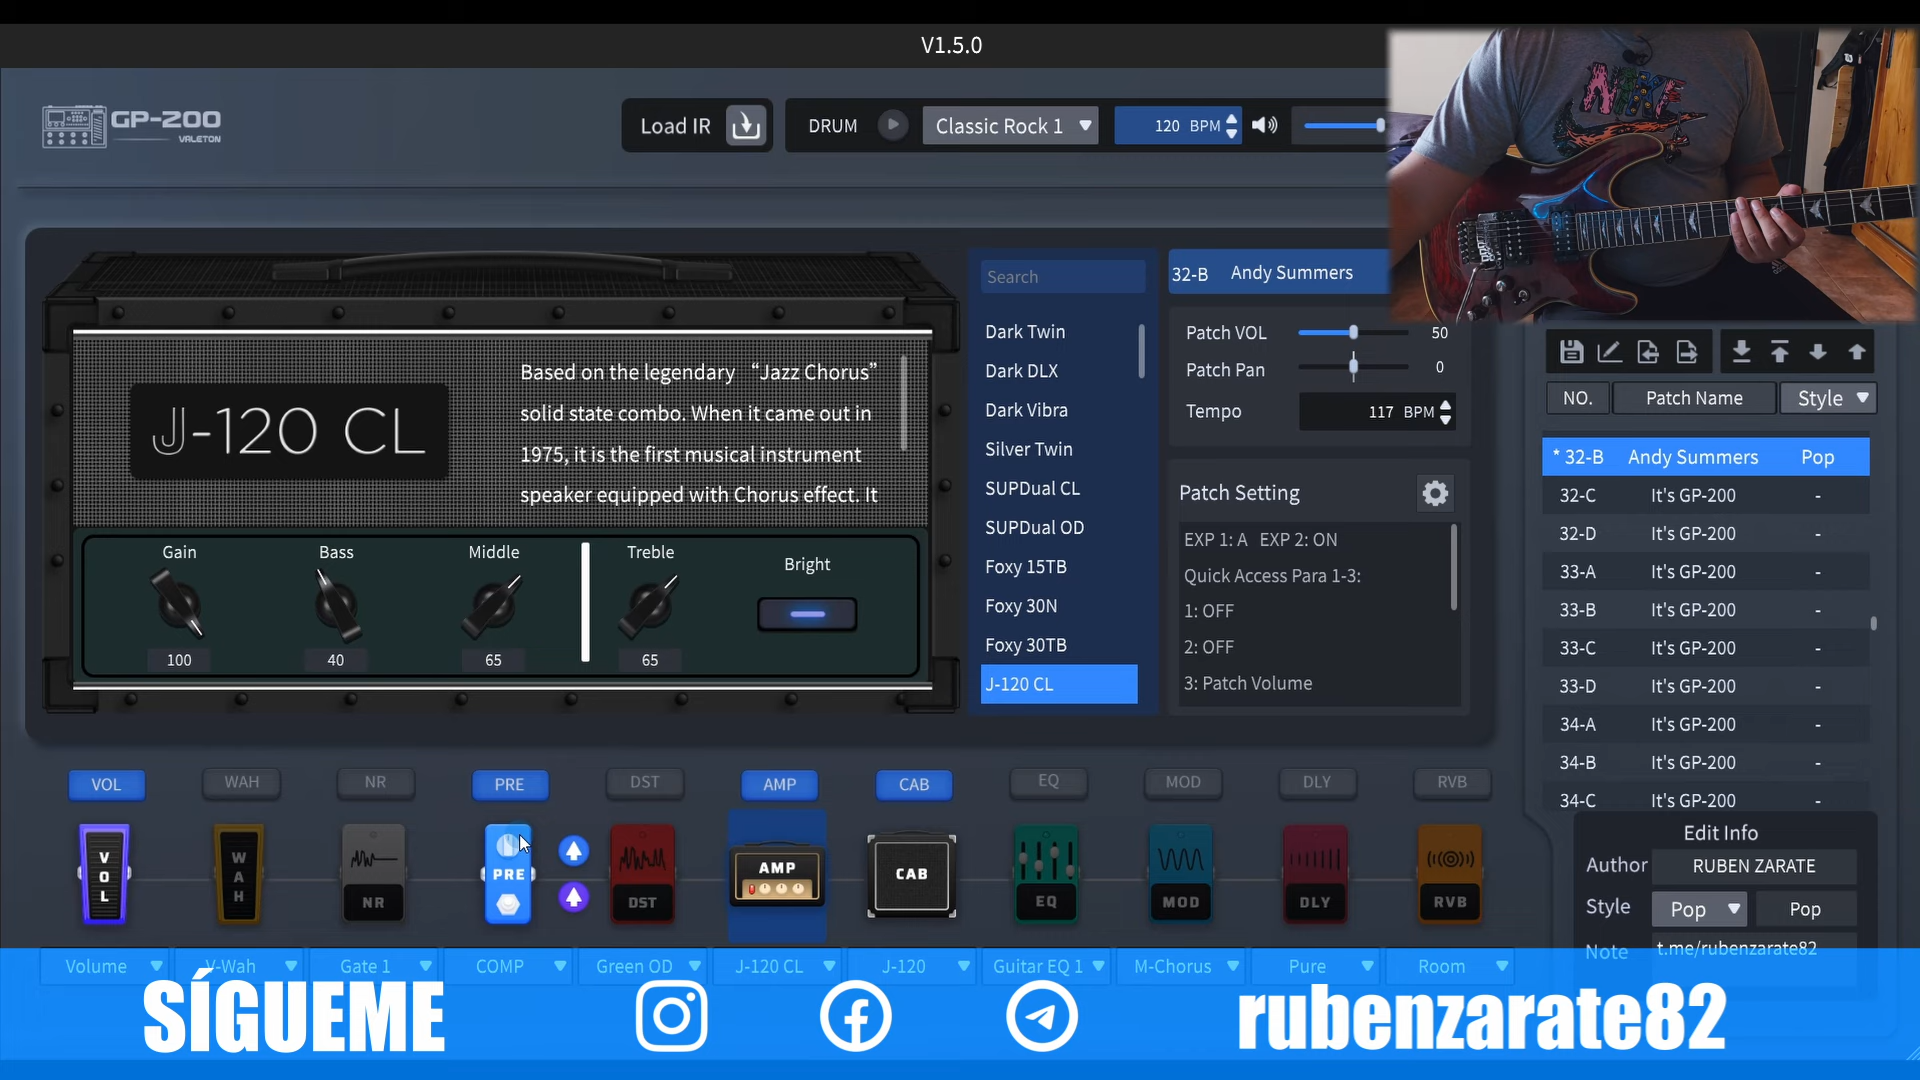 V1.5.0
GP-200
VALETON
Load IR
DRUM
Classic Rock 1
120 BPM
Search
Dark Twin
Dark DLX
Dark Vibra
Silver Twin
SUPDual CL
SUPDual OD
Foxy 15TB
Foxy 30N
Foxy 30TB
J-120 CL
J-120 CL
Based on the legendary “Jazz Chorus”
solid state combo. When it came out in
1975, it is the first musical instrument
speaker equipped with Chorus effect. It
Gain
Bass
Middle
Treble
Bright
100
40
65
65
32-B Andy Summers
Patch VOL 50
Patch Pan 0
Tempo 117 BPM
Patch Setting
EXP 1: A EXP 2: ON
Quick Access Para 1-3:
1: OFF
2: OFF
3: Patch Volume
NO. Patch Name Style
* 32-B Andy Summers Pop
32-C It's GP-200 -
32-D It's GP-200 -
33-A It's GP-200 -
33-B It's GP-200 -
33-C It's GP-200 -
33-D It's GP-200 -
34-A It's GP-200 -
34-B It's GP-200 -
34-C It's GP-200 -
Edit Info
Author RUBEN ZARATE
Style Pop Pop
Note t.me/rubenzarate82
VOL WAH NR PRE DST AMP CAB EQ MOD DLY RVB
VOL WAH NR PRE DST AMP CAB EQ MOD DLY RVB
Volume V-Wah Gate 1 COMP Green OD J-120 CL J-120 Guitar EQ 1 M-Chorus Pure Room
SÍGUEME
rubenzarate82